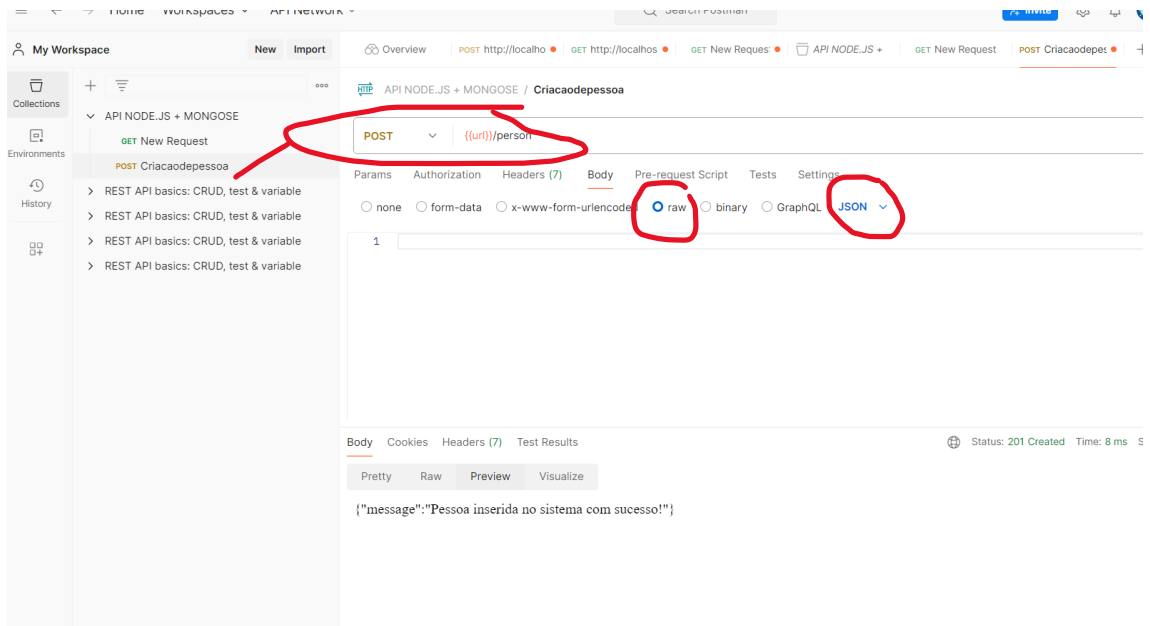 Home Workspaces API Network Search Postman Invite
My Workspace New Import Overview POST http://localho GET http://localhos GET New Reques API NODE.JS + GET New Request POST Criacaodepes
Collections
Environments
History
API NODE.JS + MONGOSE
GET New Request
POST Criacaodepessoa
REST API basics: CRUD, test & variable
REST API basics: CRUD, test & variable
REST API basics: CRUD, test & variable
REST API basics: CRUD, test & variable
HTTP API NODE.JS + MONGOSE / Criacaodepessoa
POST {{url}}/person
Params Authorization Headers (7) Body Pre-request Script Tests Settings
none form-data x-www-form-urlencoded raw binary GraphQL JSON
1
Body Cookies Headers (7) Test Results Status: 201 Created Time: 8 ms S
Pretty Raw Preview Visualize
{"message":"Pessoa inserida no sistema com sucesso!"}